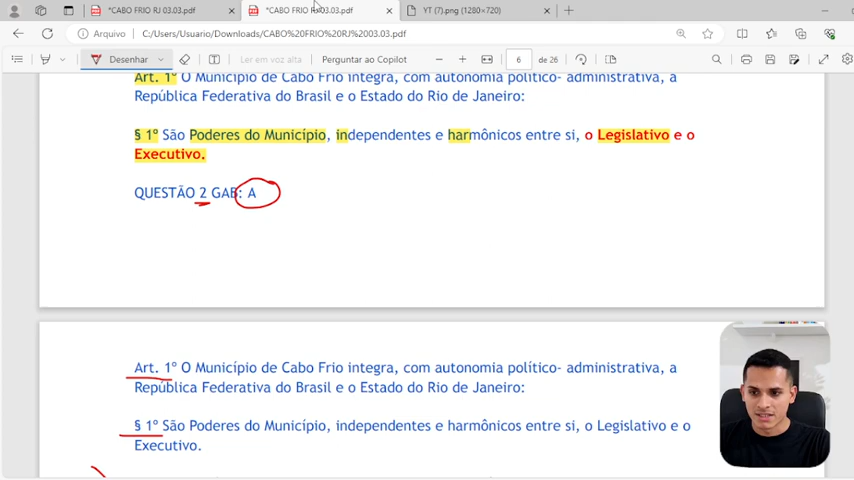 *CABO FRIO RJ 03.03.pdf
*CABO FRIO RJ 03.03.pdf
YT (7).png (1280×720)
Arquivo
C:/Users/Usuario/Downloads/CABO%20FRIO%20RJ%2003.03.pdf
Desenhar
Ler em voz alta
Perguntar ao Copilot
6
de 26
Art. 1º O Município de Cabo Frio integra, com autonomia político- administrativa, a
República Federativa do Brasil e o Estado do Rio de Janeiro:
§ 1º São Poderes do Município, independentes e harmônicos entre si, o Legislativo e o
Executivo.
QUESTÃO 2 GAB: A
Art. 1º O Município de Cabo Frio integra, com autonomia político- administrativa, a
República Federativa do Brasil e o Estado do Rio de Janeiro:
§ 1º São Poderes do Município, independentes e harmônicos entre si, o Legislativo e o
Executivo.